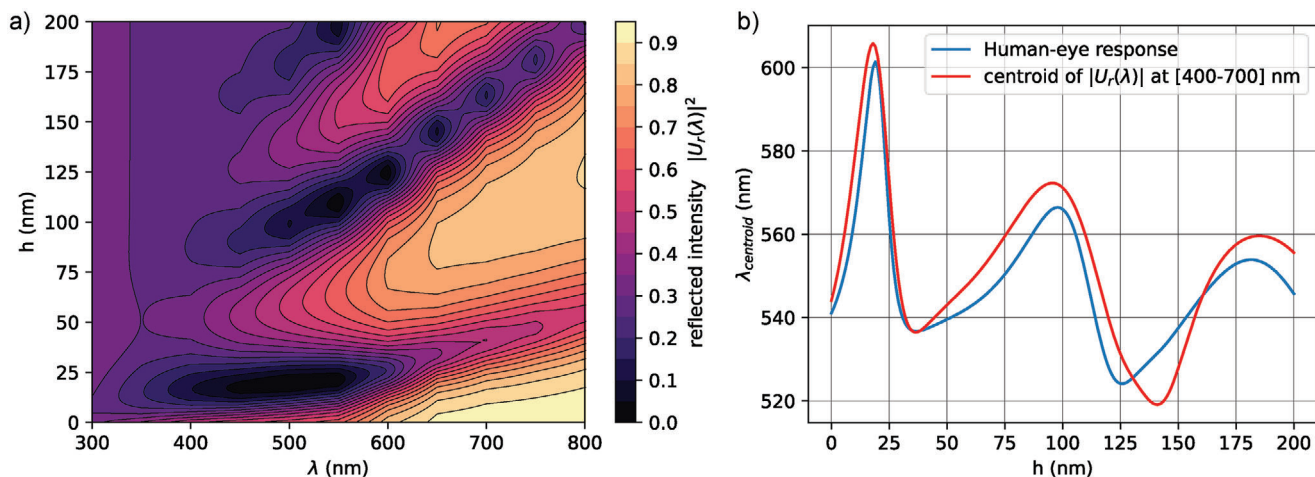 a)
200
175
150
125
100
75
50
25
0
h (nm)
300 400 500 600 700 800
λ (nm)
0.9
0.8
0.7
0.6
0.5
0.4
0.3
0.2
0.1
0.0
reflected intensity |U_r(λ)|²
b)
Human-eye response
centroid of |U_r(λ)| at [400-700] nm
600
580
560
540
520
λ_centroid (nm)
0 25 50 75 100 125 150 175 200
h (nm)